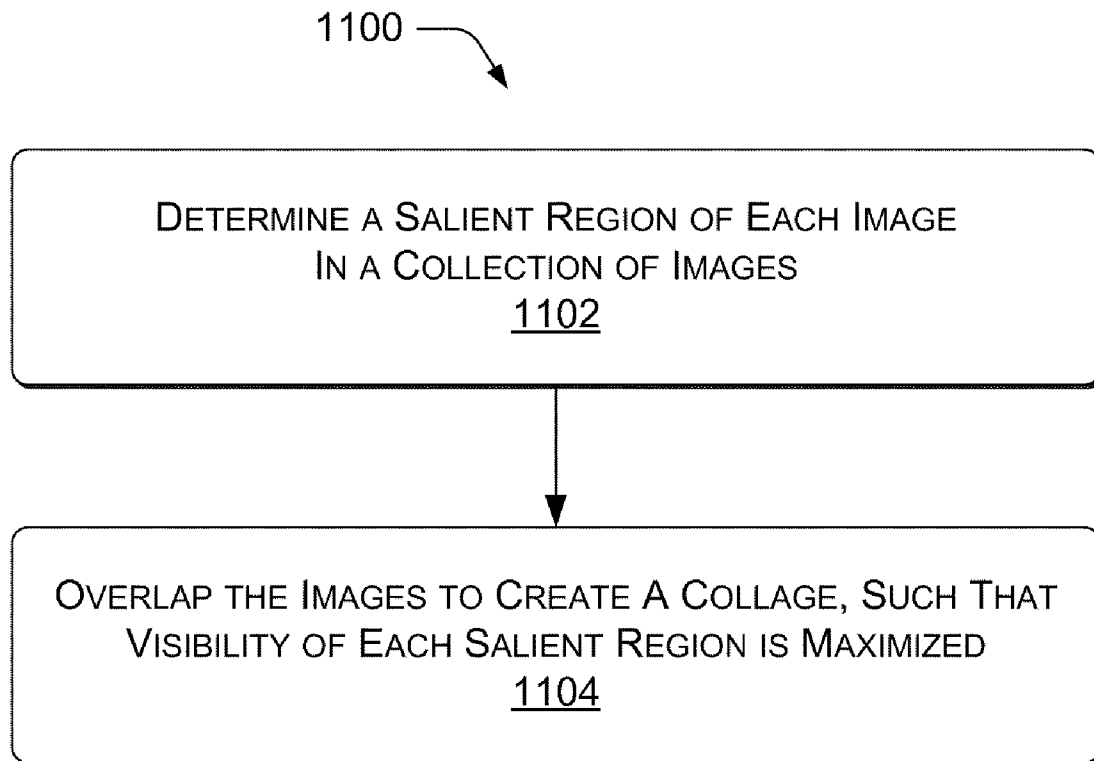 1100
DETERMINE A SALIENT REGION OF EACH IMAGE
IN A COLLECTION OF IMAGES
1102
OVERLAP THE IMAGES TO CREATE A COLLAGE, SUCH THAT
VISIBILITY OF EACH SALIENT REGION IS MAXIMIZED
1104